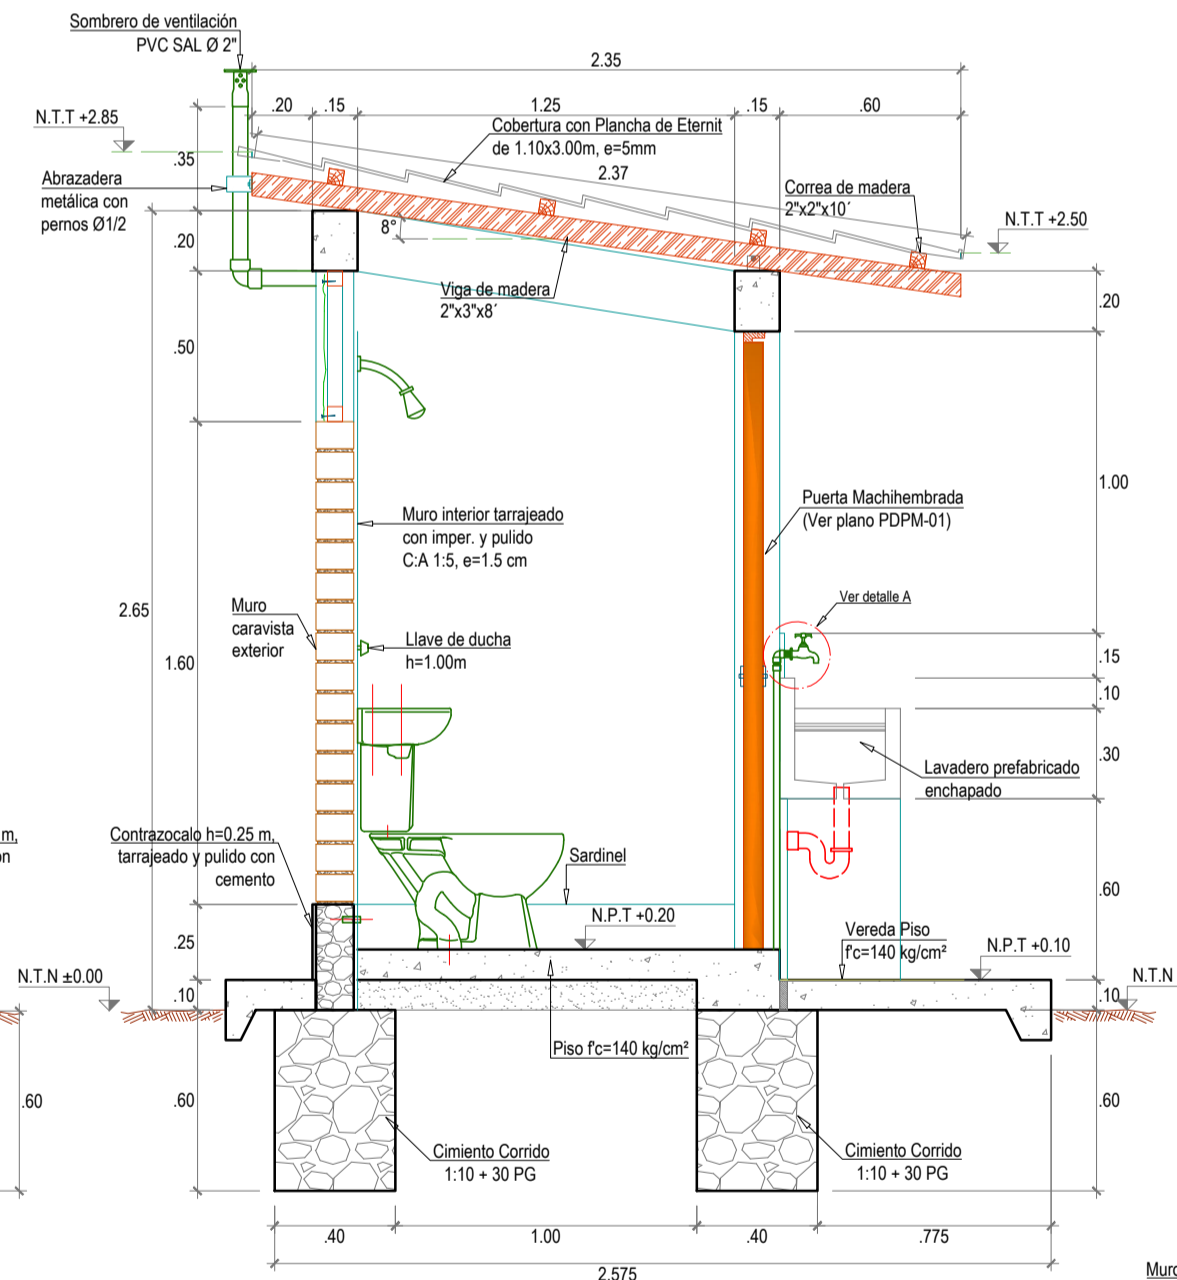 Sombrero de ventilación
PVC SAL Ø 2"
2.35
.20 .15 1.25 .15 .60
N.T.T +2.85
Cobertura con Plancha de Eternit
de 1.10x3.00m, e=5mm
2.37
.35
Abrazadera
metálica con
pernos Ø1/2
Correa de madera
2"x2"x10´
N.T.T +2.50
8°
.20
Viga de madera
2"x3"x8´
.20
.50
1.00
Puerta Machihembrada
(Ver plano PDPM-01)
Muro interior tarrajeado
con imper. y pulido
C:A 1:5, e=1.5 cm
Ver detalle A
2.65
Muro
caravista
exterior
Llave de ducha
h=1.00m
1.60
.15
.10
.30
Lavadero prefabricado
enchapado
m,
Contrazocalo h=0.25 m,
tarrajeado y pulido con
cemento
Sardinel
.60
N.P.T +0.20
Vereda Piso
f'c=140 kg/cm²
N.P.T +0.10
.25
N.T.N ±0.00
.10
.10
N.T.N
Piso f'c=140 kg/cm²
.60
.60
.60
Cimiento Corrido
1:10 + 30 PG
Cimiento Corrido
1:10 + 30 PG
.40 1.00 .40 .775
2.575